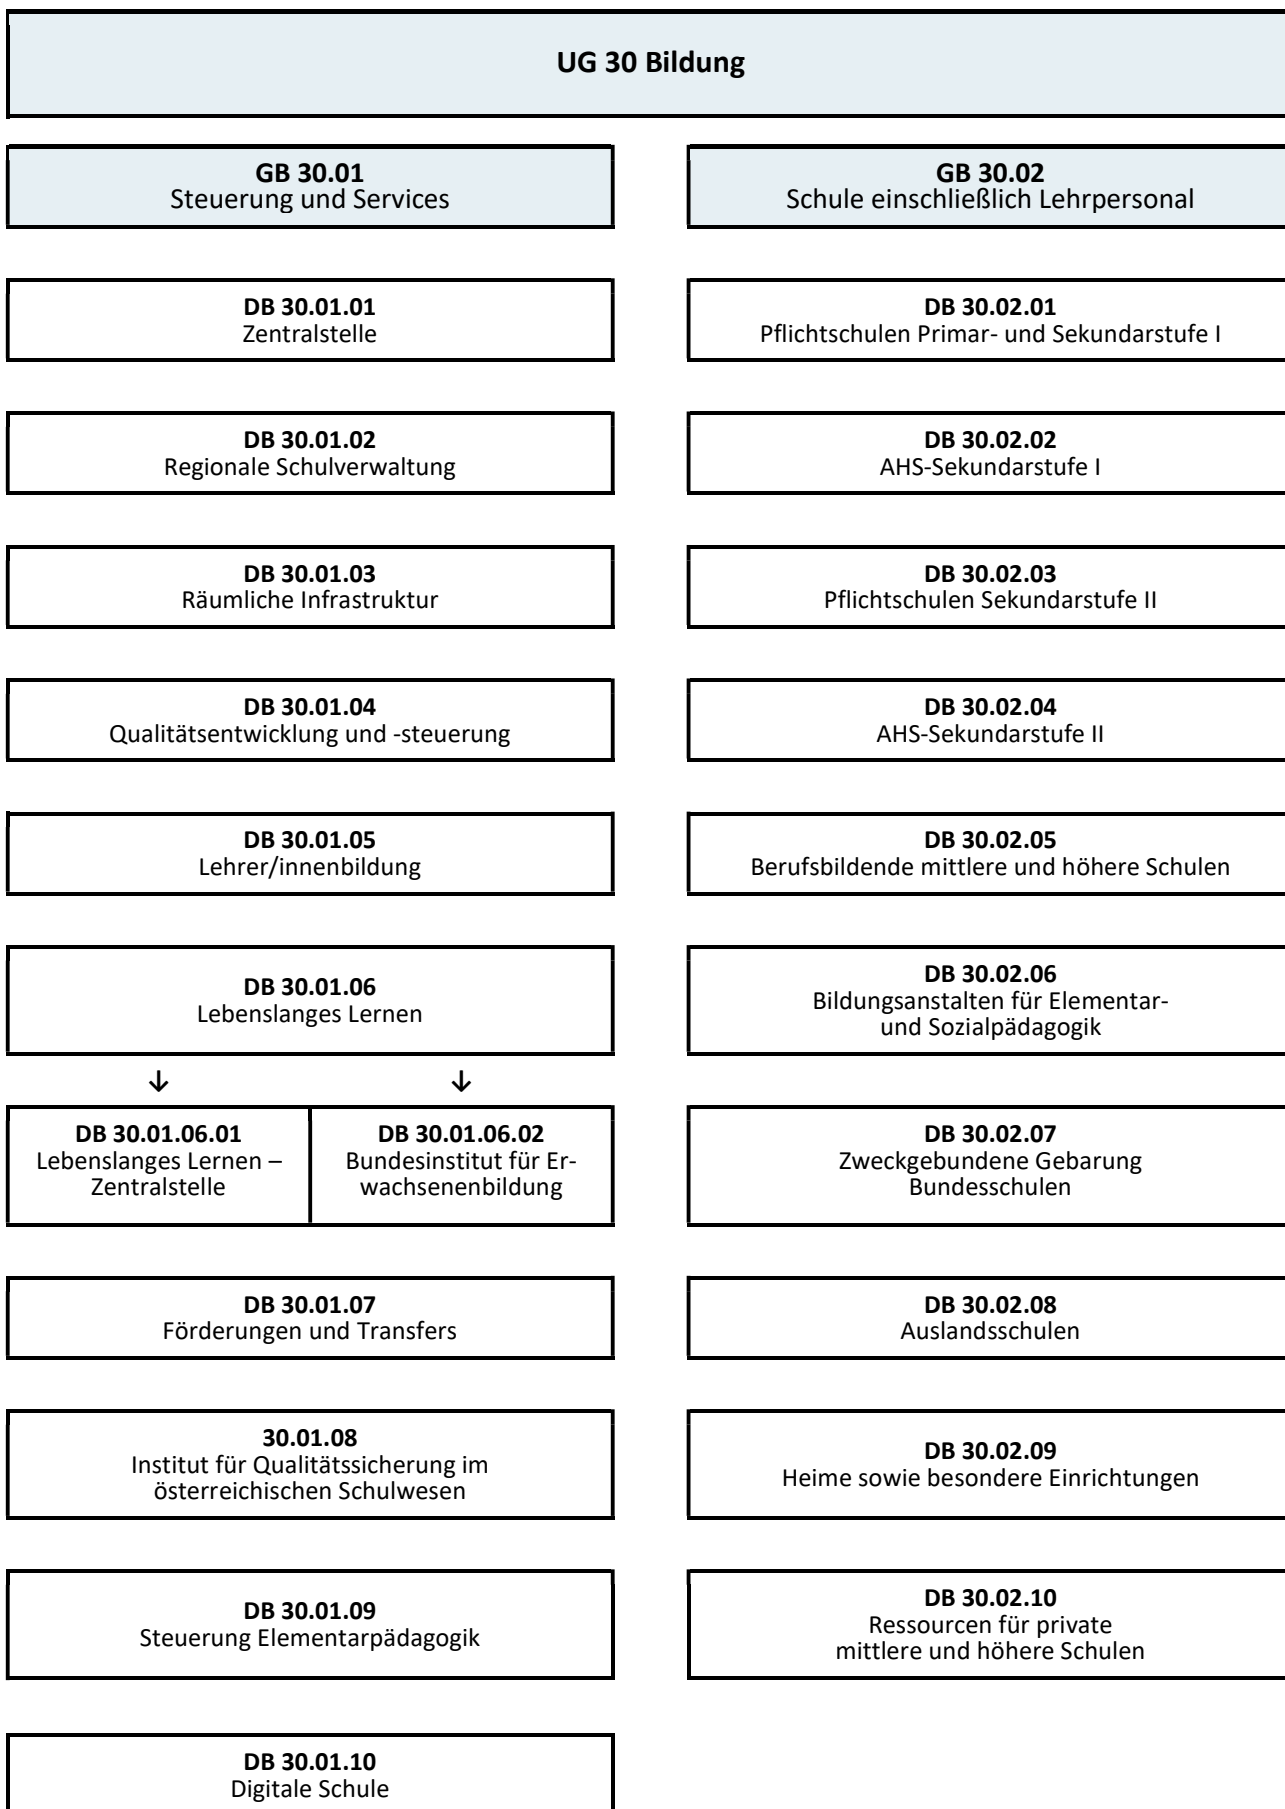 UG 30 Bildung
GB 30.01
Steuerung und Services
GB 30.02
Schule einschließlich Lehrpersonal
DB 30.01.01
Zentralstelle
DB 30.02.01
Pflichtschulen Primar- und Sekundarstufe I
DB 30.01.02
Regionale Schulverwaltung
DB 30.02.02
AHS-Sekundarstufe I
DB 30.01.03
Räumliche Infrastruktur
DB 30.02.03
Pflichtschulen Sekundarstufe II
DB 30.01.04
Qualitätsentwicklung und -steuerung
DB 30.02.04
AHS-Sekundarstufe II
DB 30.01.05
Lehrer/innenbildung
DB 30.02.05
Berufsbildende mittlere und höhere Schulen
DB 30.01.06
Lebenslanges Lernen
DB 30.02.06
Bildungsanstalten für Elementar-
und Sozialpädagogik
↓ ↓
DB 30.01.06.01
Lebenslanges Lernen –
Zentralstelle
DB 30.01.06.02
Bundesinstitut für Er-
wachsenenbildung
DB 30.02.07
Zweckgebundene Gebarung
Bundesschulen
DB 30.01.07
Förderungen und Transfers
DB 30.02.08
Auslandsschulen
30.01.08
Institut für Qualitätssicherung im
österreichischen Schulwesen
DB 30.02.09
Heime sowie besondere Einrichtungen
DB 30.01.09
Steuerung Elementarpädagogik
DB 30.02.10
Ressourcen für private
mittlere und höhere Schulen
DB 30.01.10
Digitale Schule